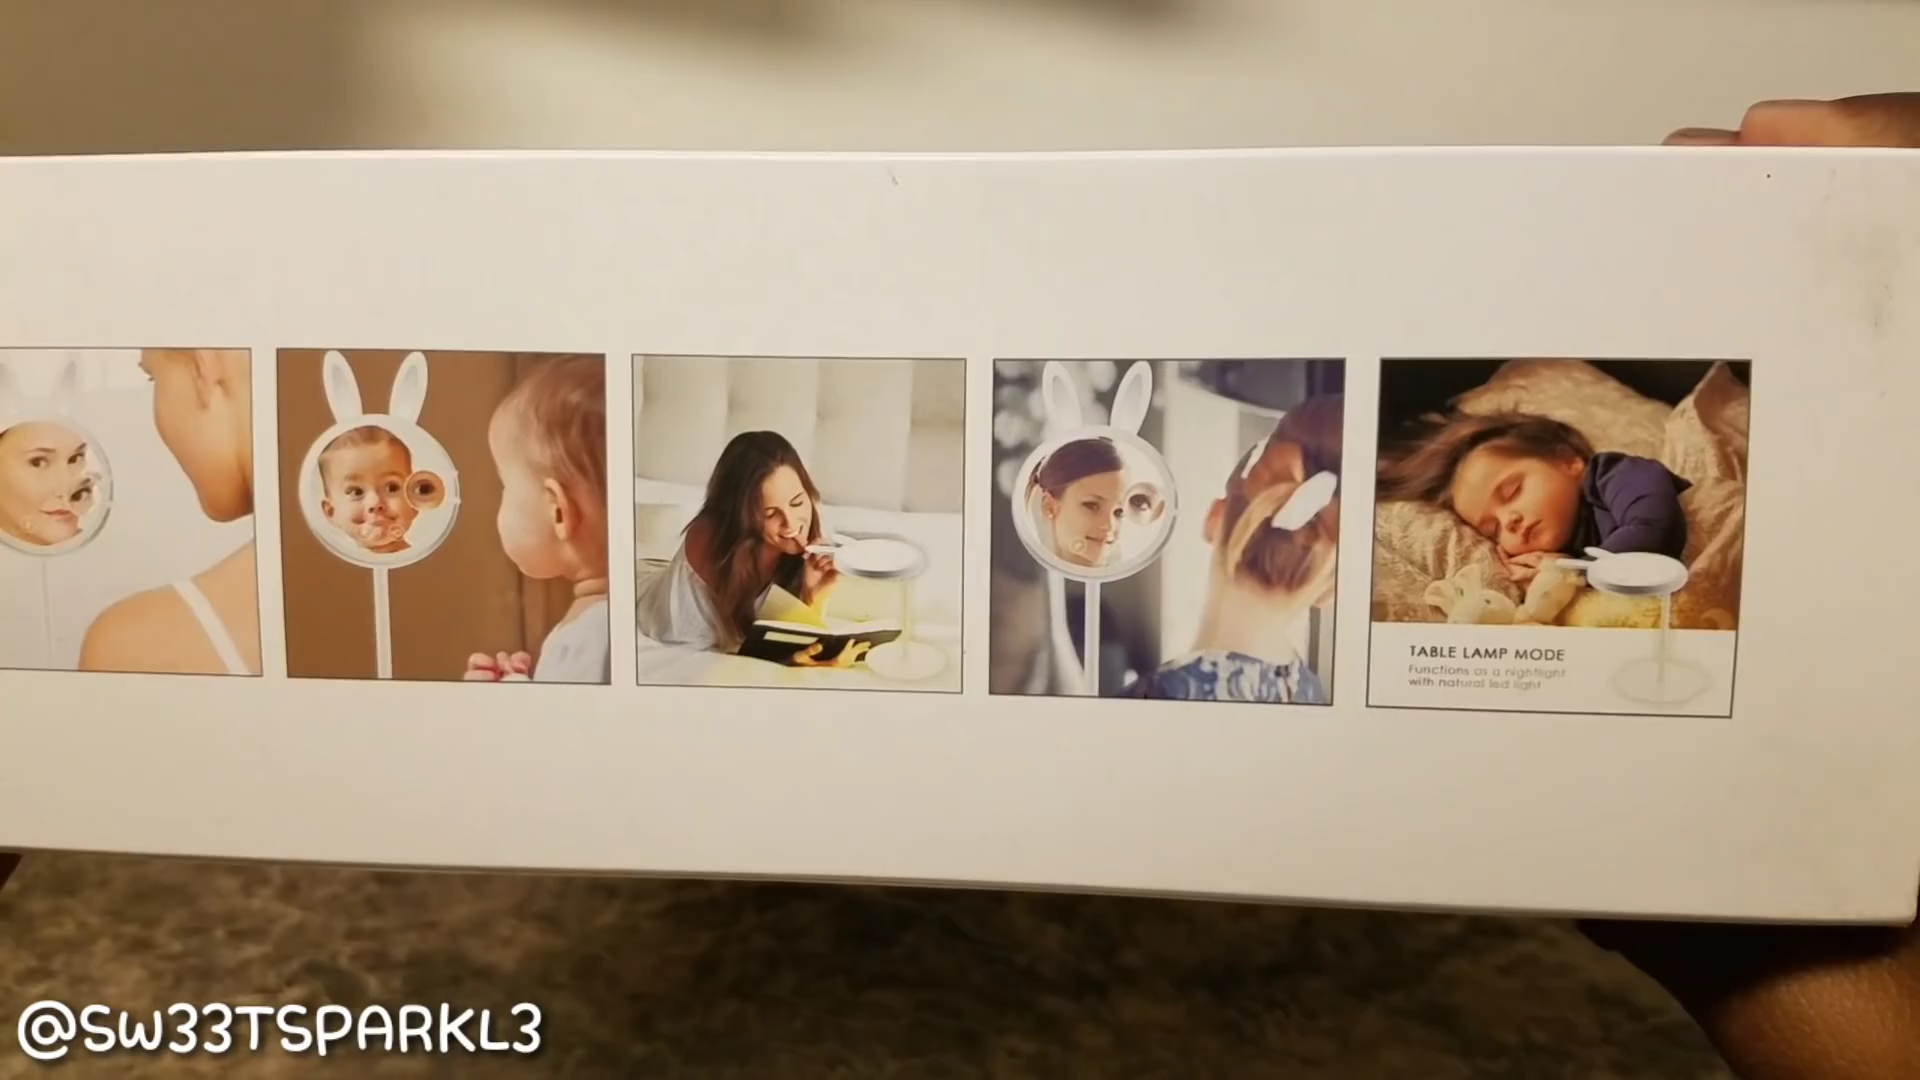 TABLE LAMP MODE
Functions as a nightlight
with natural led light
@SW33TSPARKL3